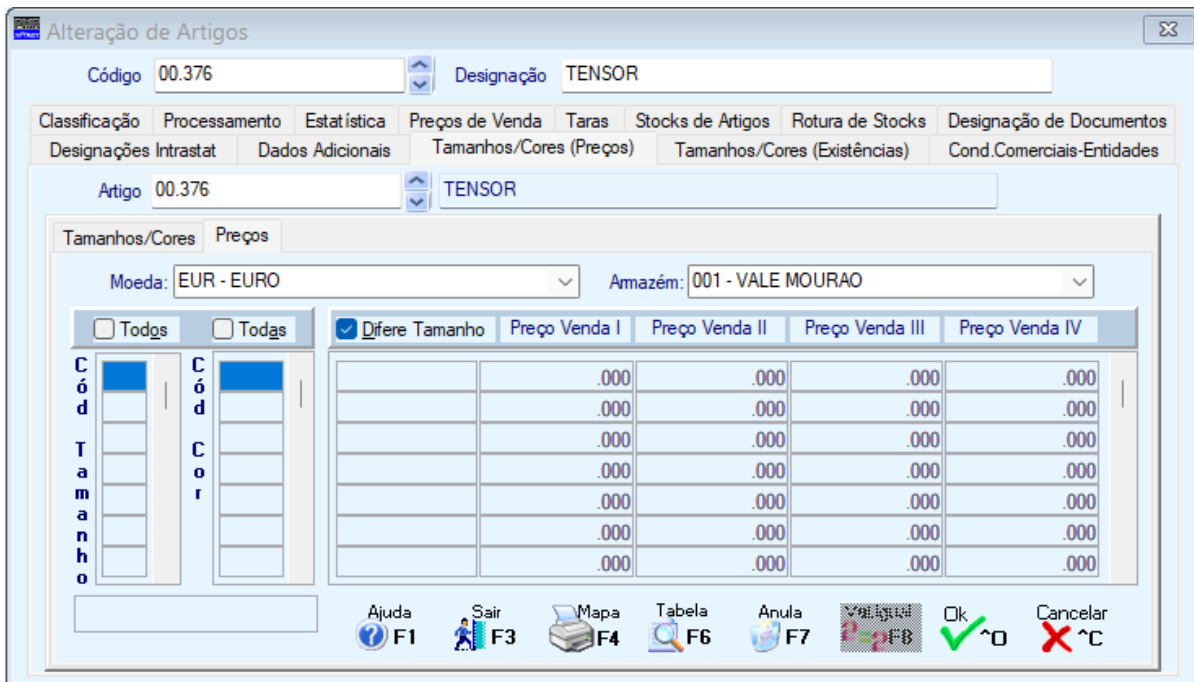 Alteração de Artigos
Código 00.376 Designação TENSOR
Classificação Processamento Estatística Preços de Venda Taras Stocks de Artigos Rotura de Stocks Designação de Documentos
Designações Intrastat Dados Adicionais Tamanhos/Cores (Preços) Tamanhos/Cores (Existências) Cond.Comerciais-Entidades
Artigo 00.376 TENSOR
Tamanhos/Cores Preços
Moeda: EUR - EURO Armazém: 001 - VALE MOURAO
Todos Todas Difere Tamanho Preço Venda I Preço Venda II Preço Venda III Preço Venda IV
Cód Tamanho
Cód Cor
.000 .000 .000 .000
.000 .000 .000 .000
.000 .000 .000 .000
.000 .000 .000 .000
.000 .000 .000 .000
.000 .000 .000 .000
.000 .000 .000 .000
Ajuda F1 Sair F3 Mapa F4 Tabela F6 Anula F7 Val.Igual F8 Ok ^O Cancelar ^C